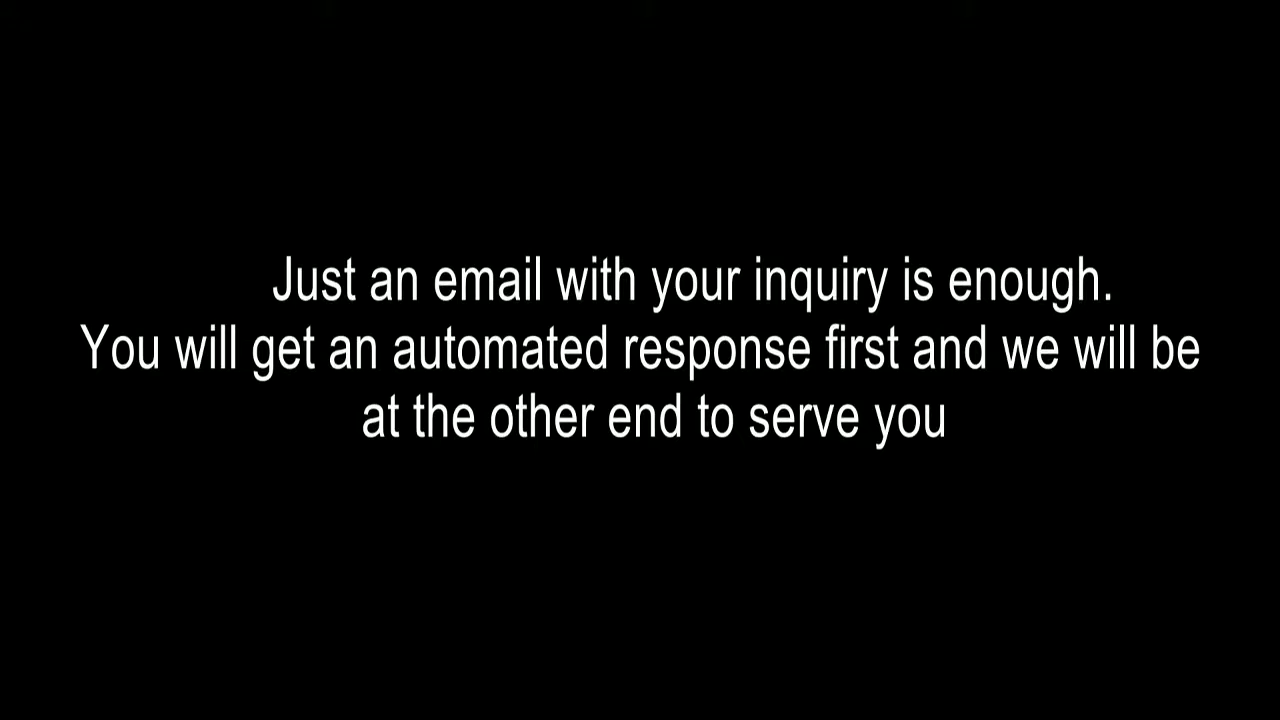 Just an email with your inquiry is enough.
You will get an automated response first and we will be
at the other end to serve you